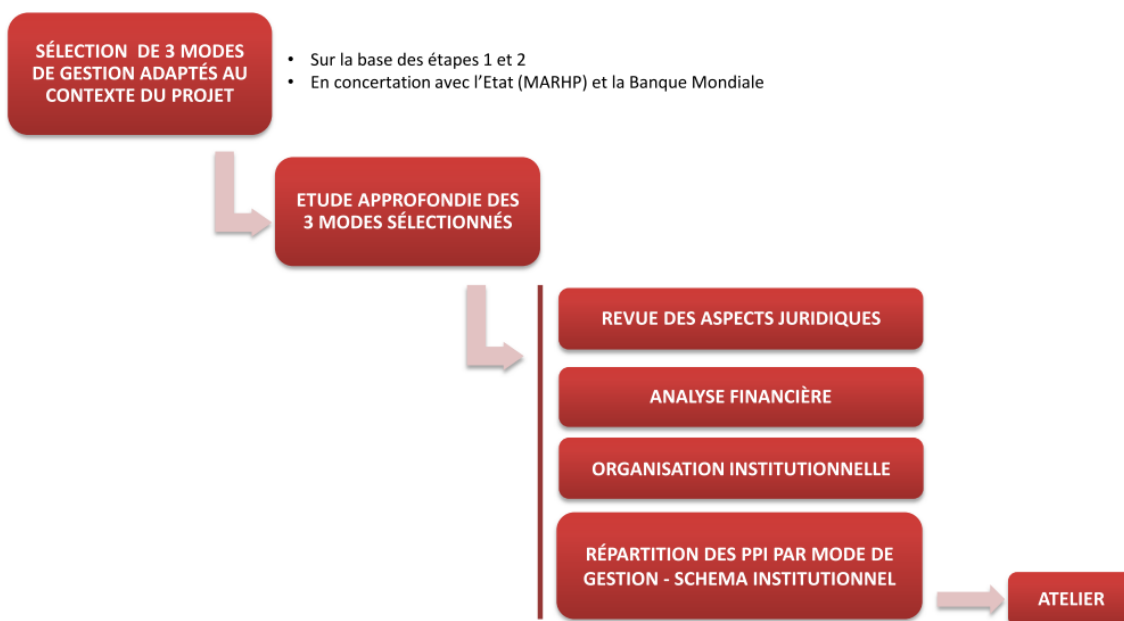 SÉLECTION DE 3 MODES
DE GESTION ADAPTÉS AU
CONTEXTE DU PROJET
• Sur la base des étapes 1 et 2
• En concertation avec l'Etat (MARHP) et la Banque Mondiale
ETUDE APPROFONDIE DES
3 MODES SÉLECTIONNÉS
REVUE DES ASPECTS JURIDIQUES
ANALYSE FINANCIÈRE
ORGANISATION INSTITUTIONNELLE
RÉPARTITION DES PPI PAR MODE DE
GESTION - SCHEMA INSTITUTIONNEL
ATELIER